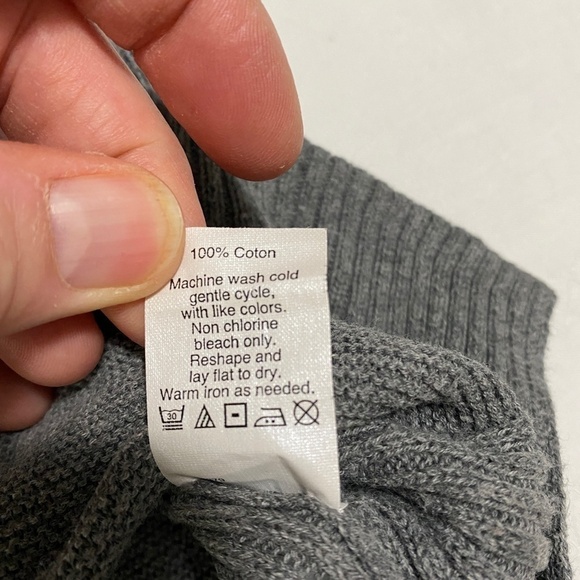 100% Coton
Machine wash cold
gentle cycle,
with like colors.
Non chlorine
bleach only.
Reshape and
lay flat to dry.
Warm iron as needed.
30